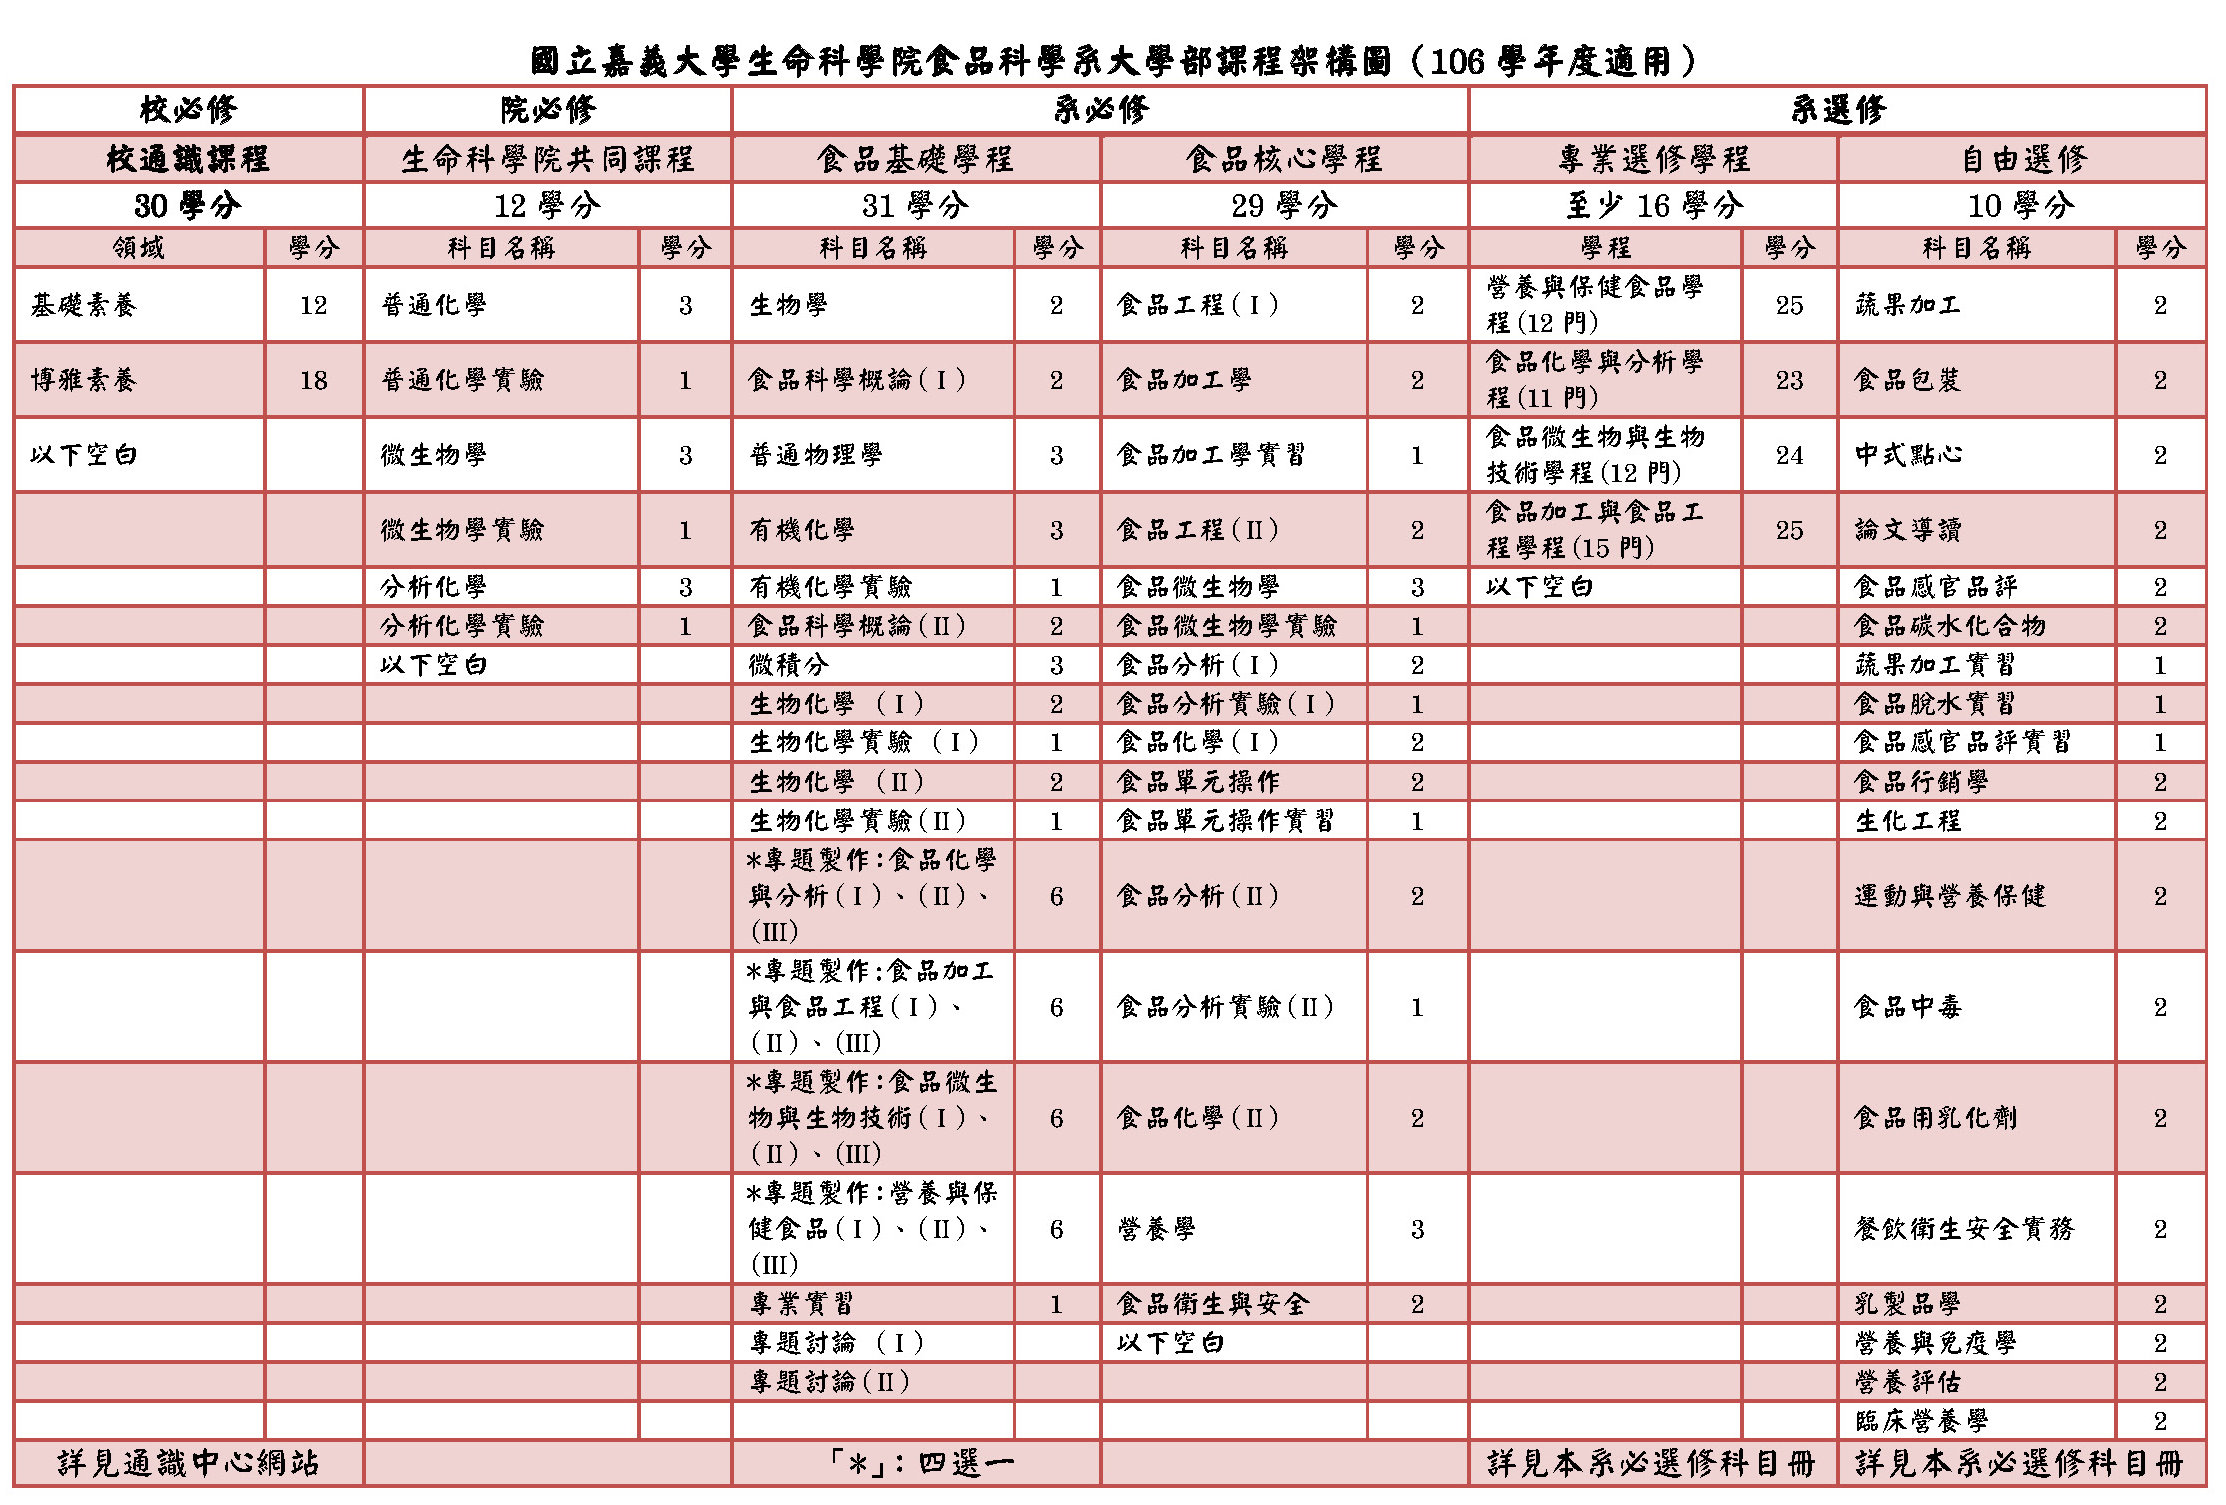 國立嘉義大學生命科學院食品科學系大學部課程架構圖（106 學年度適用）
校必修 院必修 系必修 系選修
校通識課程 生命科學院共同課程 食品基礎學程 食品核心學程 專業選修學程 自由選修
30 學分 12 學分 31 學分 29 學分 至少 16 學分 10 學分
領域 學分 科目名稱 學分 科目名稱 學分 科目名稱 學分 學程 學分 科目名稱 學分
基礎素養 12 普通化學 3 生物學 2 食品工程(I) 2 營養與保健食品學程(12 門) 25 蔬果加工 2
博雅素養 18 普通化學實驗 1 食品科學概論(I) 2 食品加工學 2 食品化學與分析學程(11 門) 23 食品包裝 2
以下空白 微生物學 3 普通物理學 3 食品加工學實習 1 食品微生物與生物技術學程(12 門) 24 中式點心 2
微生物學實驗 1 有機化學 3 食品工程(II) 2 食品加工與食品工程學程(15 門) 25 論文導讀 2
分析化學 3 有機化學實驗 1 食品微生物學 3 以下空白 食品感官品評 2
分析化學實驗 1 食品科學概論(II) 2 食品微生物學實驗 1 食品碳水化合物 2
以下空白 微積分 3 食品分析(I) 2 蔬果加工實習 1
生物化學 (I) 2 食品分析實驗(I) 1 食品脫水實習 1
生物化學實驗 (I) 1 食品化學(I) 2 食品感官品評實習 1
生物化學 (II) 2 食品單元操作 2 食品行銷學 2
生物化學實驗(II) 1 食品單元操作實習 1 生化工程 2
*專題製作:食品化學與分析(I)、(II)、(III) 6 食品分析(II) 2 運動與營養保健 2
*專題製作:食品加工與食品工程(I)、(II)、(III) 6 食品分析實驗(II) 1 食品中毒 2
*專題製作:食品微生物與生物技術(I)、(II)、(III) 6 食品化學(II) 2 食品用乳化劑 2
*專題製作:營養與保健食品(I)、(II)、(III) 6 營養學 3 餐飲衛生安全實務 2
專業實習 1 食品衛生與安全 2 乳製品學 2
專題討論 (I) 以下空白 營養與免疫學 2
專題討論(II) 營養評估 2
臨床營養學 2
詳見通識中心網站 「*」：四選一 詳見本系必選修科目冊 詳見本系必選修科目冊